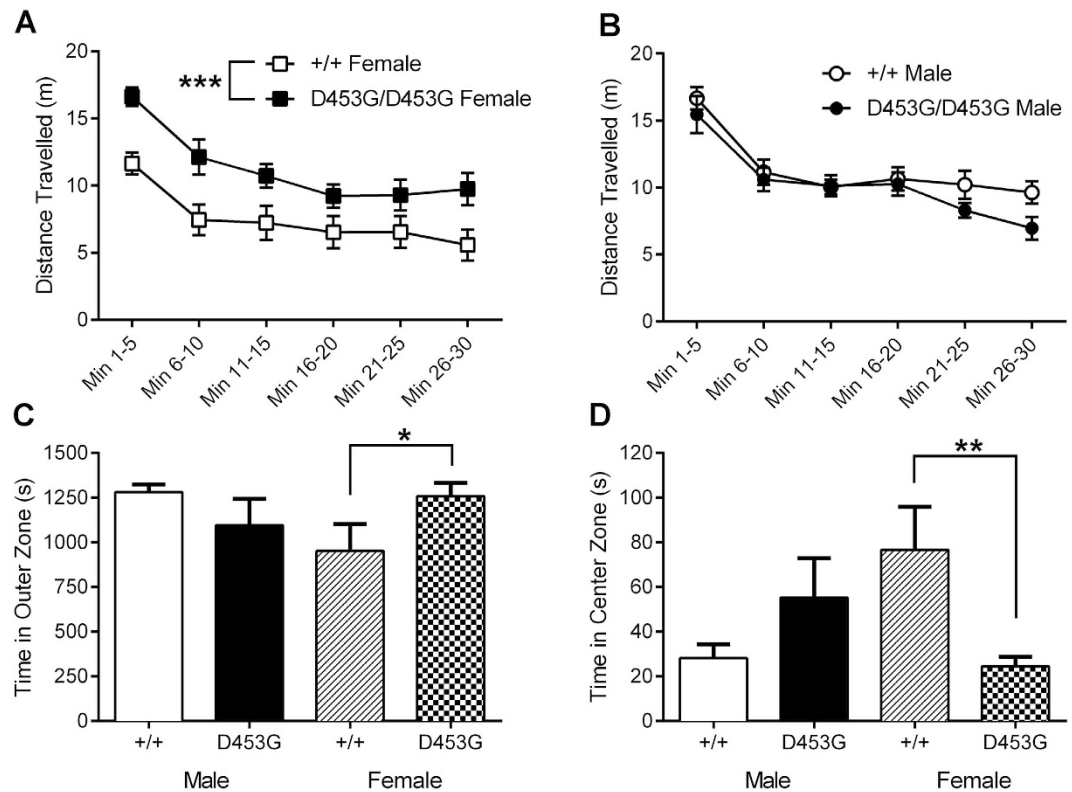 A
Distance Travelled (m)
20
15
10
5
0
***
+/+ Female
D453G/D453G Female
Min 1-5
Min 6-10
Min 11-15
Min 16-20
Min 21-25
Min 26-30
B
Distance Travelled (m)
20
15
10
5
0
+/+ Male
D453G/D453G Male
Min 1-5
Min 6-10
Min 11-15
Min 16-20
Min 21-25
Min 26-30
C
Time in Outer Zone (s)
1500
1250
1000
750
500
250
0
*
+/+
D453G
+/+
D453G
Male
Female
D
Time in Center Zone (s)
120
100
80
60
40
20
0
**
+/+
D453G
+/+
D453G
Male
Female